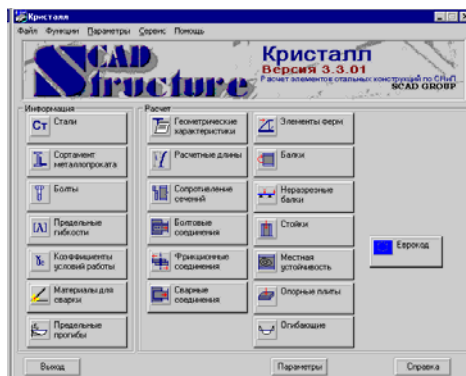 Кристалл
Файл Функции Параметры Сервис Помощь
SCAD
Structure
Кристалл
Версия 3.3.01
Расчет элементов стальных конструкций по СНиП
SCAD GROUP
Информация
Ст Стали
Сортамент
металлопроката
Болты
[Λ] Предельные
гибкости
γc Коэффициенты
условий работы
Материалы для
сварки
Предельные
прогибы
Расчет
Геометрические
характеристики
Расчетные длины
Сопротивление
сечений
Болтовые
соединения
Фрикционные
соединения
Сварные
соединения
Элементы ферм
Балки
Неразрезные
балки
Стойки
Местная
устойчивость
Опорные плиты
Огибающие
Еврокод
Выход
Параметры
Справка